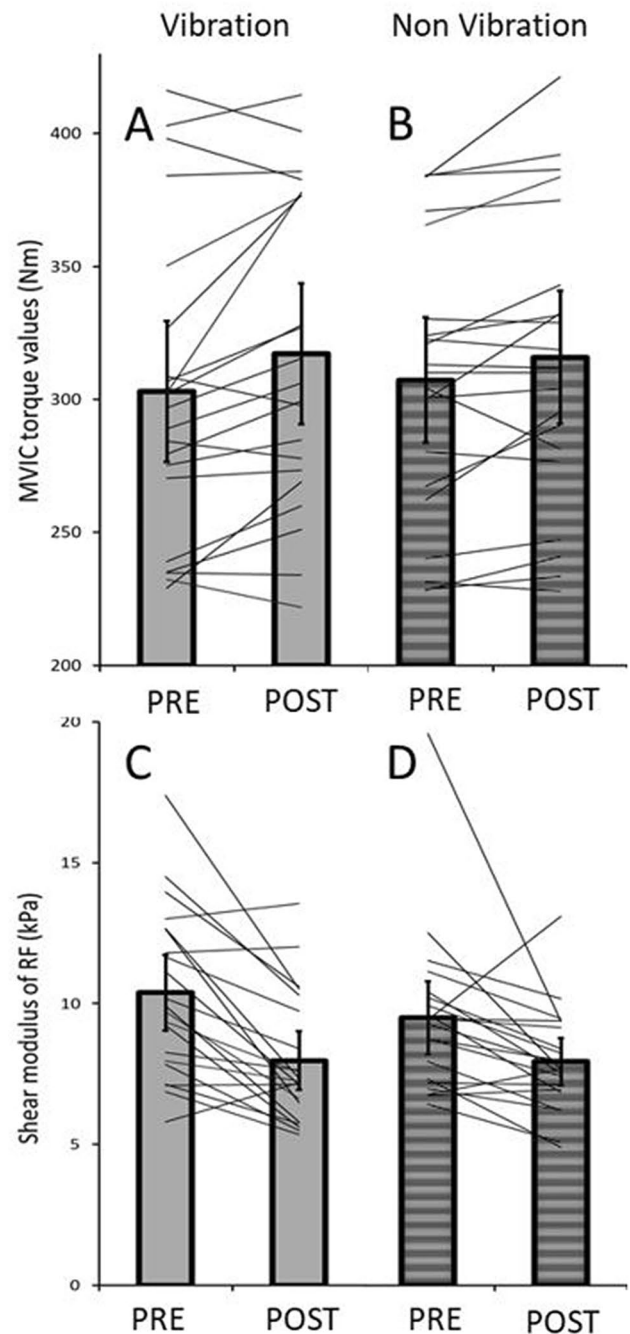 Vibration Non Vibration
A B
MVIC torque values (Nm)
400
350
300
250
200
PRE POST PRE POST
20
C D
Shear modulus of RF (kPa)
15
10
5
0
PRE POST PRE POST